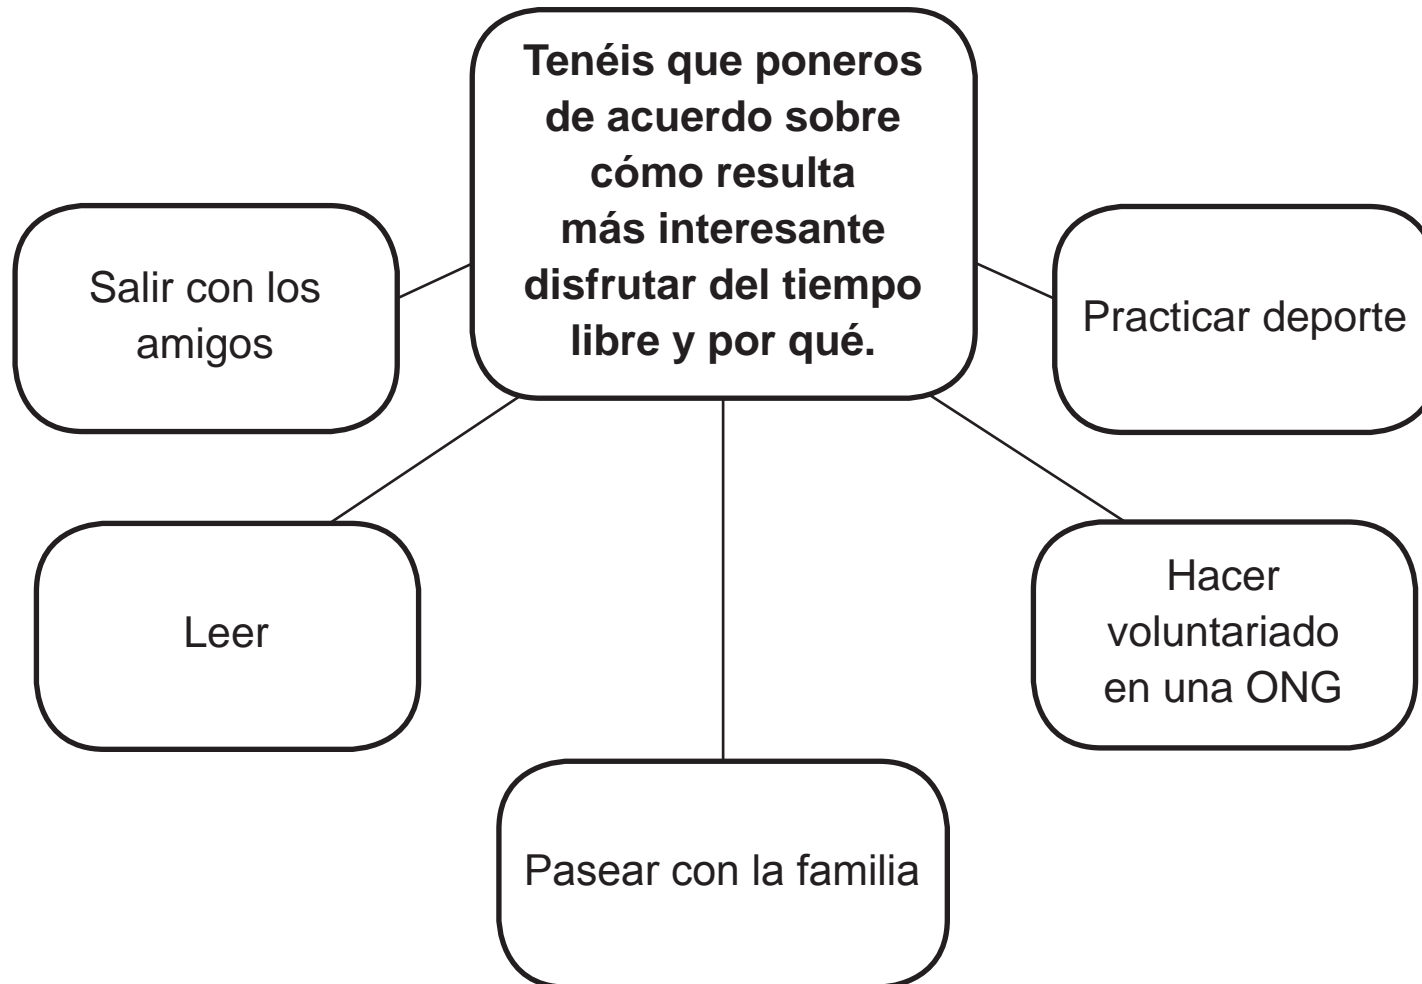 Tenéis que poneros
de acuerdo sobre
cómo resulta
más interesante
disfrutar del tiempo
libre y por qué.
Salir con los
amigos
Practicar deporte
Leer
Hacer
voluntariado
en una ONG
Pasear con la familia